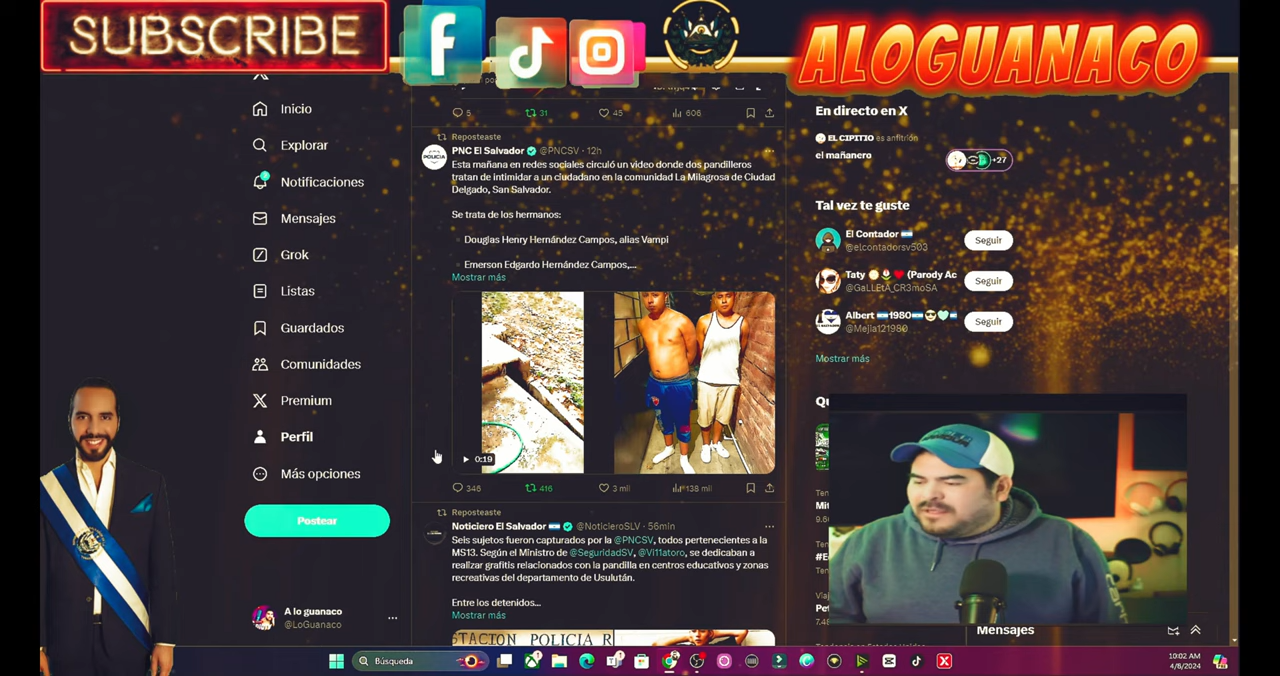 SUBSCRIBE
ALOGUANACO
Inicio
Explorar
2
Notificaciones
Mensajes
Grok
Listas
Guardados
Comunidades
Premium
Perfil
Más opciones
Postear
A lo guanaco
@LoGuanaco
5
31
45
606
Reposteaste
PNC El Salvador @PNCSV · 12h
POLICIA
Esta mañana en redes sociales circuló un video donde dos pandilleros
tratan de intimidar a un ciudadano en la comunidad La Milagrosa de Ciudad
Delgado, San Salvador.
Se trata de los hermanos:
Douglas Henry Hernández Campos, alias Vampi
Emerson Edgardo Hernández Campos,...
Mostrar más
0:19
346
416
3 mil
138 mil
Reposteaste
Noticiero El Salvador @NoticieroSLV · 56min
Seis sujetos fueron capturados por la @PNCSV, todos pertenecientes a la
MS13. Según el Ministro de @SeguridadSV, @Vi11atoro, se dedicaban a
realizar grafitis relacionados con la pandilla en centros educativos y zonas
recreativas del departamento de Usulután.
Entre los detenidos...
Mostrar más
STACION POLICIA R
En directo en X
EL CIPITIO es anfitrión
el mañanero
+27
Tal vez te guste
El Contador
@elcontadorsv503
Seguir
Taty (Parody Ac
@GaLLEtA_CR3moSA
Seguir
Albert 1980
@Mejia121980
Seguir
Mostrar más
Mensajes
Búsqueda
10:02 AM
4/8/2024